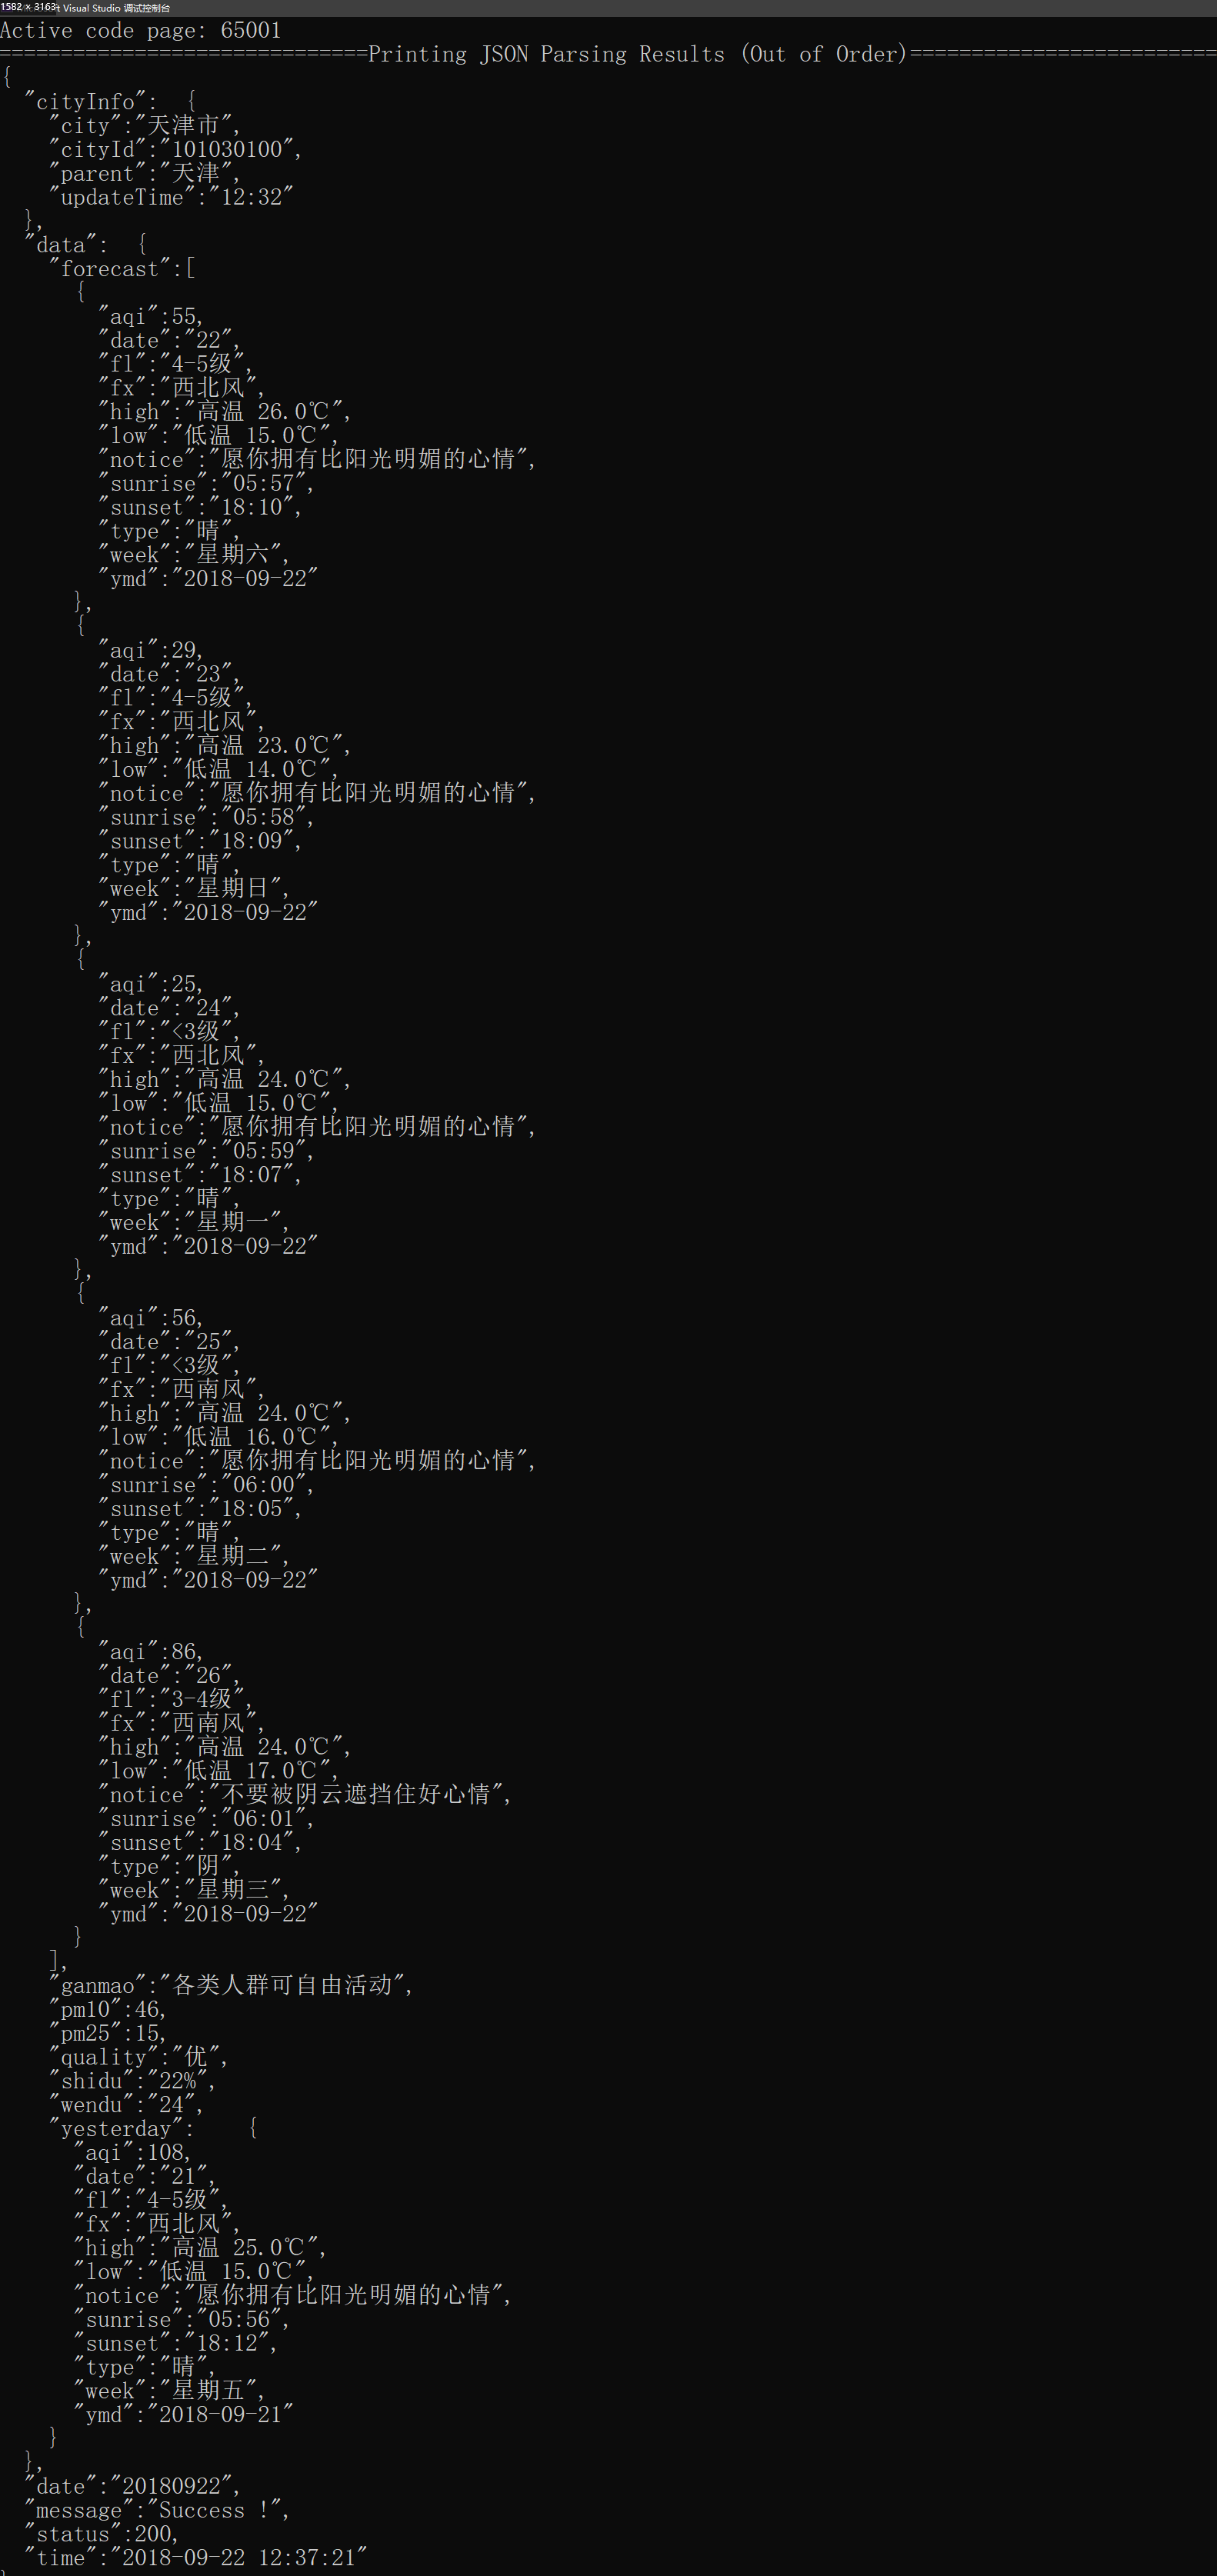 1582 × 3163
t Visual Studio 调试控制台
Active code page: 65001
==============================Printing JSON Parsing Results (Out of Order)=========================
{
  "cityInfo":  {
    "city":"天津市",
    "cityId":"101030100",
    "parent":"天津",
    "updateTime":"12:32"
  },
  "data":  {
    "forecast":[
      {
        "aqi":55,
        "date":"22",
        "fl":"4-5级",
        "fx":"西北风",
        "high":"高温 26.0℃",
        "low":"低温 15.0℃",
        "notice":"愿你拥有比阳光明媚的心情",
        "sunrise":"05:57",
        "sunset":"18:10",
        "type":"晴",
        "week":"星期六",
        "ymd":"2018-09-22"
      },
      {
        "aqi":29,
        "date":"23",
        "fl":"4-5级",
        "fx":"西北风",
        "high":"高温 23.0℃",
        "low":"低温 14.0℃",
        "notice":"愿你拥有比阳光明媚的心情",
        "sunrise":"05:58",
        "sunset":"18:09",
        "type":"晴",
        "week":"星期日",
        "ymd":"2018-09-22"
      },
      {
        "aqi":25,
        "date":"24",
        "fl":"<3级",
        "fx":"西北风",
        "high":"高温 24.0℃",
        "low":"低温 15.0℃",
        "notice":"愿你拥有比阳光明媚的心情",
        "sunrise":"05:59",
        "sunset":"18:07",
        "type":"晴",
        "week":"星期一",
        "ymd":"2018-09-22"
      },
      {
        "aqi":56,
        "date":"25",
        "fl":"<3级",
        "fx":"西南风",
        "high":"高温 24.0℃",
        "low":"低温 16.0℃",
        "notice":"愿你拥有比阳光明媚的心情",
        "sunrise":"06:00",
        "sunset":"18:05",
        "type":"晴",
        "week":"星期二",
        "ymd":"2018-09-22"
      },
      {
        "aqi":86,
        "date":"26",
        "fl":"3-4级",
        "fx":"西南风",
        "high":"高温 24.0℃",
        "low":"低温 17.0℃",
        "notice":"不要被阴云遮挡住好心情",
        "sunrise":"06:01",
        "sunset":"18:04",
        "type":"阴",
        "week":"星期三",
        "ymd":"2018-09-22"
      }
    ],
    "ganmao":"各类人群可自由活动",
    "pm10":46,
    "pm25":15,
    "quality":"优",
    "shidu":"22%",
    "wendu":"24",
    "yesterday":    {
      "aqi":108,
      "date":"21",
      "fl":"4-5级",
      "fx":"西北风",
      "high":"高温 25.0℃",
      "low":"低温 15.0℃",
      "notice":"愿你拥有比阳光明媚的心情",
      "sunrise":"05:56",
      "sunset":"18:12",
      "type":"晴",
      "week":"星期五",
      "ymd":"2018-09-21"
    }
  },
  "date":"20180922",
  "message":"Success !",
  "status":200,
  "time":"2018-09-22 12:37:21"
}